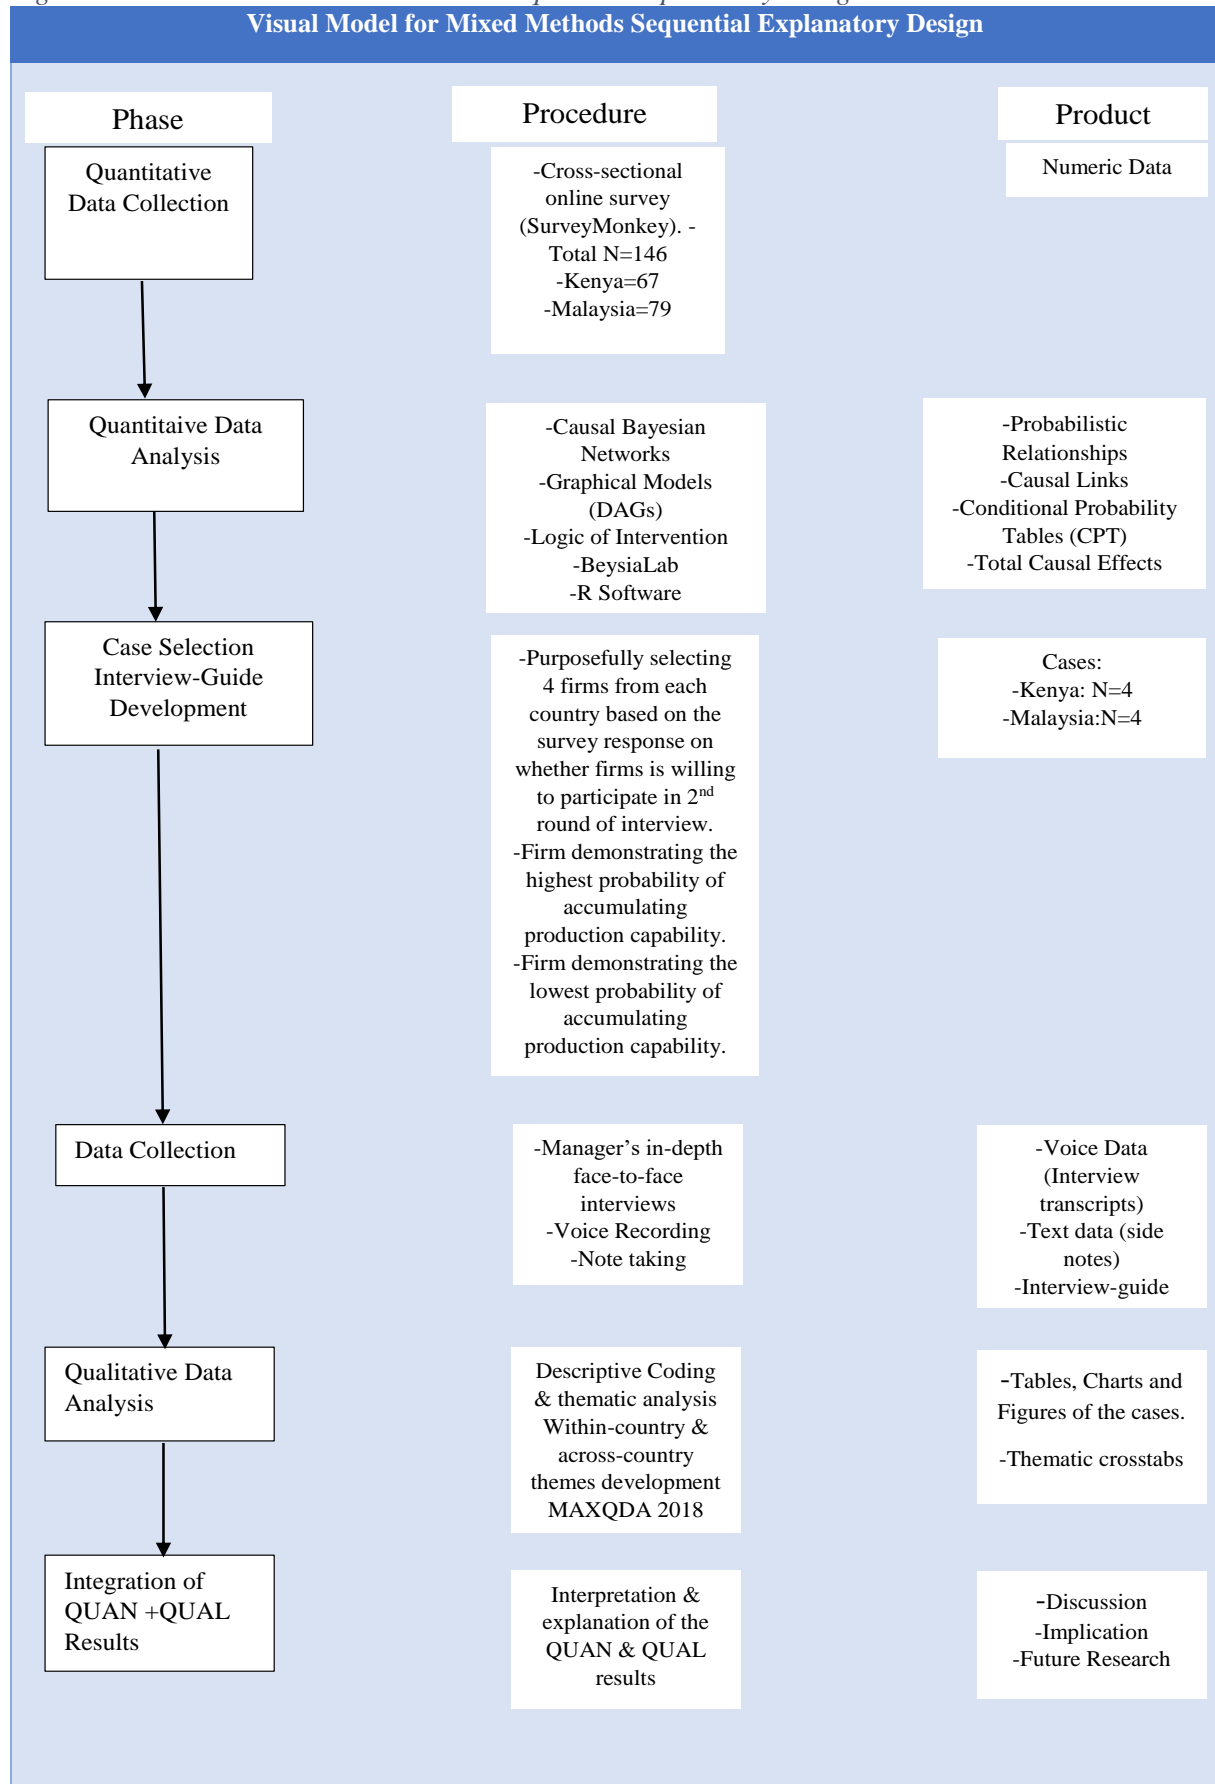 Visual Model for Mixed Methods Sequential Explanatory Design
Phase
Procedure
Product
Quantitative
Data Collection
-Cross-sectional
online survey
(SurveyMonkey). -
Total N=146
-Kenya=67
-Malaysia=79
Numeric Data
Quantitaive Data
Analysis
-Causal Bayesian
Networks
-Graphical Models
(DAGs)
-Logic of Intervention
-BeysiaLab
-R Software
-Probabilistic
Relationships
-Causal Links
-Conditional Probability
Tables (CPT)
-Total Causal Effects
Case Selection
Interview-Guide
Development
-Purposefully selecting
4 firms from each
country based on the
survey response on
whether firms is willing
to participate in 2nd
round of interview.
-Firm demonstrating the
highest probability of
accumulating
production capability.
-Firm demonstrating the
lowest probability of
accumulating
production capability.
Cases:
-Kenya: N=4
-Malaysia:N=4
Data Collection
-Manager’s in-depth
face-to-face
interviews
-Voice Recording
-Note taking
-Voice Data
(Interview
transcripts)
-Text data (side
notes)
-Interview-guide
Qualitative Data
Analysis
Descriptive Coding
& thematic analysis
Within-country &
across-country
themes development
MAXQDA 2018
-Tables, Charts and
Figures of the cases.
-Thematic crosstabs
Integration of
QUAN +QUAL
Results
Interpretation &
explanation of the
QUAN & QUAL
results
-Discussion
-Implication
-Future Research